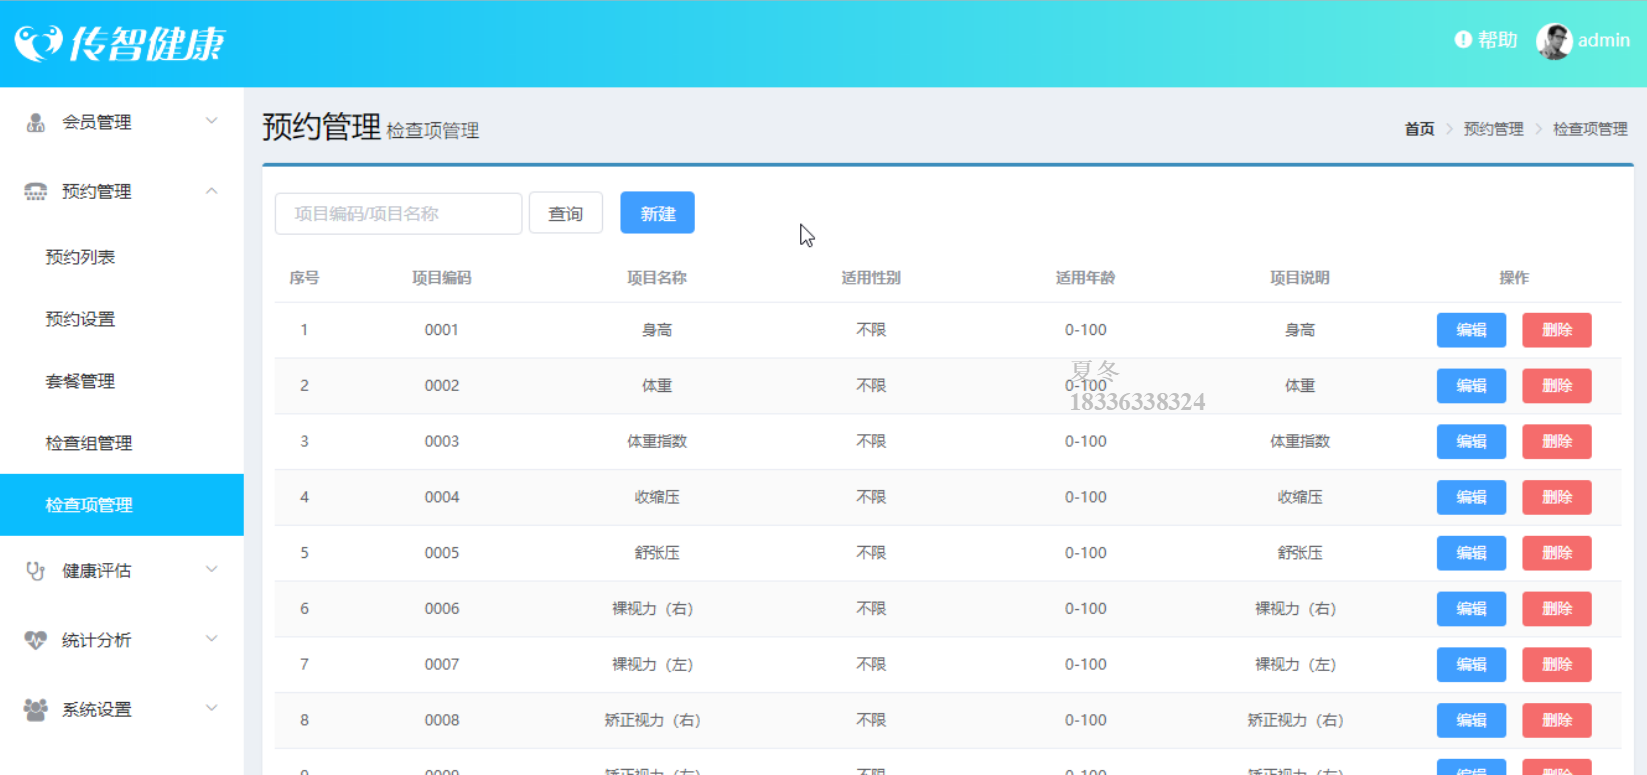 传智健康
帮助 admin
会员管理
预约管理
预约列表
预约设置
套餐管理
检查组管理
检查项管理
健康评估
统计分析
系统设置
预约管理 检查项管理
首页 > 预约管理 > 检查项管理
项目编码/项目名称 查询 新建
序号 项目编码 项目名称 适用性别 适用年龄 项目说明 操作
1 0001 身高 不限 0-100 身高 编辑 删除
2 0002 体重 不限 0-100 体重 编辑 删除
夏冬
18336338324
3 0003 体重指数 不限 0-100 体重指数 编辑 删除
4 0004 收缩压 不限 0-100 收缩压 编辑 删除
5 0005 舒张压 不限 0-100 舒张压 编辑 删除
6 0006 裸视力（右） 不限 0-100 裸视力（右） 编辑 删除
7 0007 裸视力（左） 不限 0-100 裸视力（左） 编辑 删除
8 0008 矫正视力（右） 不限 0-100 矫正视力（右） 编辑 删除